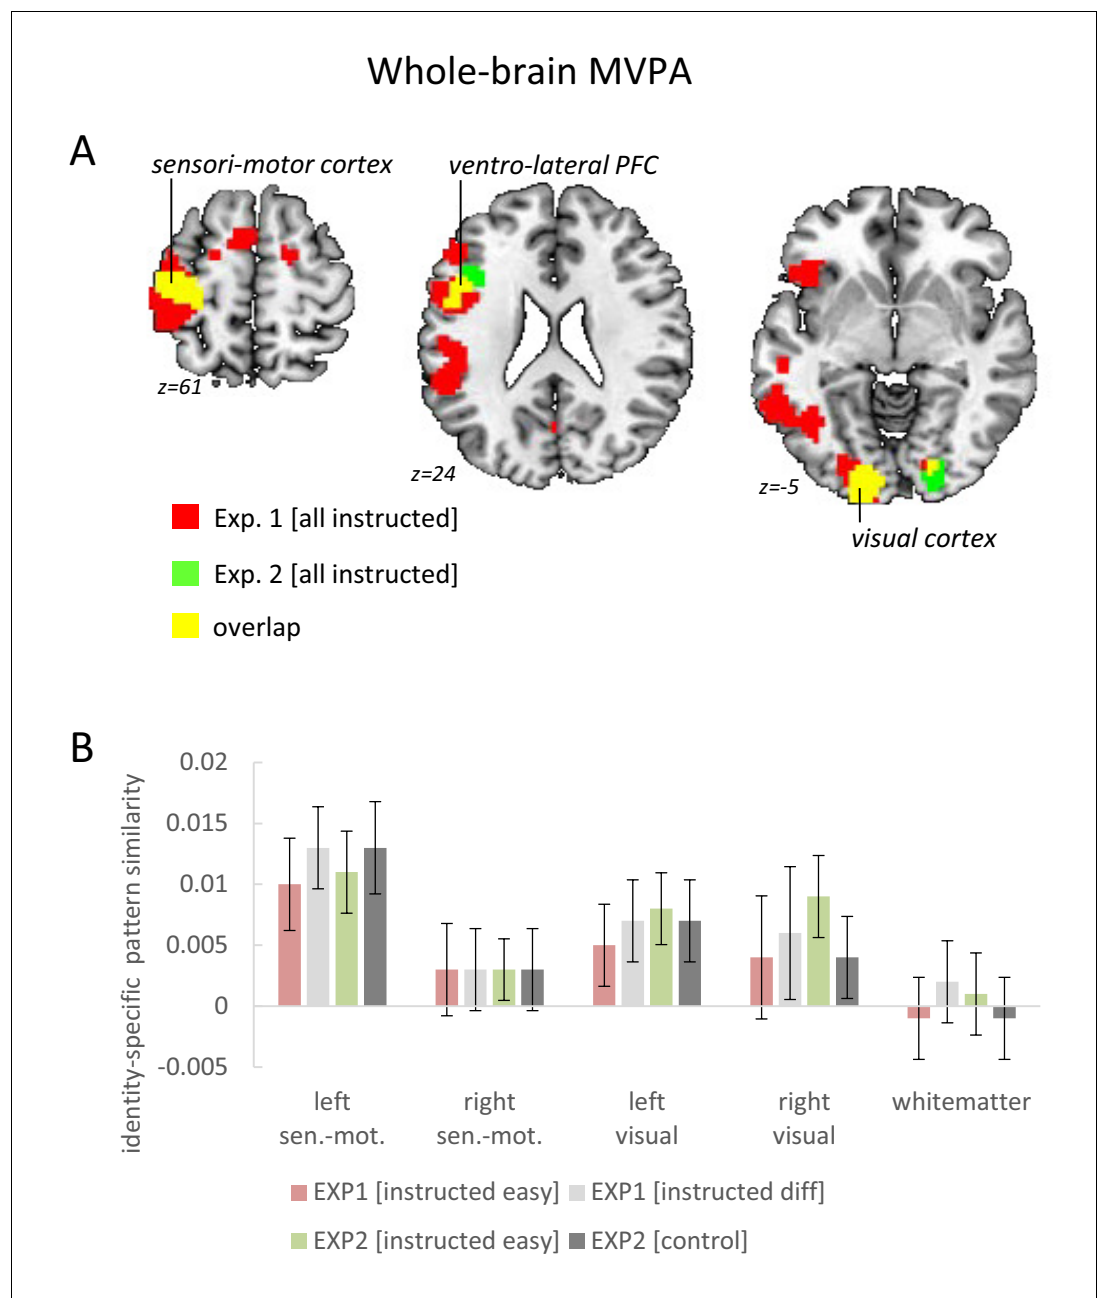 Whole-brain MVPA
A
sensori-motor cortex
ventro-lateral PFC
z=61
z=24
z=-5
visual cortex
Exp. 1 [all instructed]
Exp. 2 [all instructed]
overlap
B
identity-specific pattern similarity
0.02
0.015
0.01
0.005
0
-0.005
left
sen.-mot.
right
sen.-mot.
left
visual
right
visual
whitematter
EXP1 [instructed easy]
EXP1 [instructed diff]
EXP2 [instructed easy]
EXP2 [control]